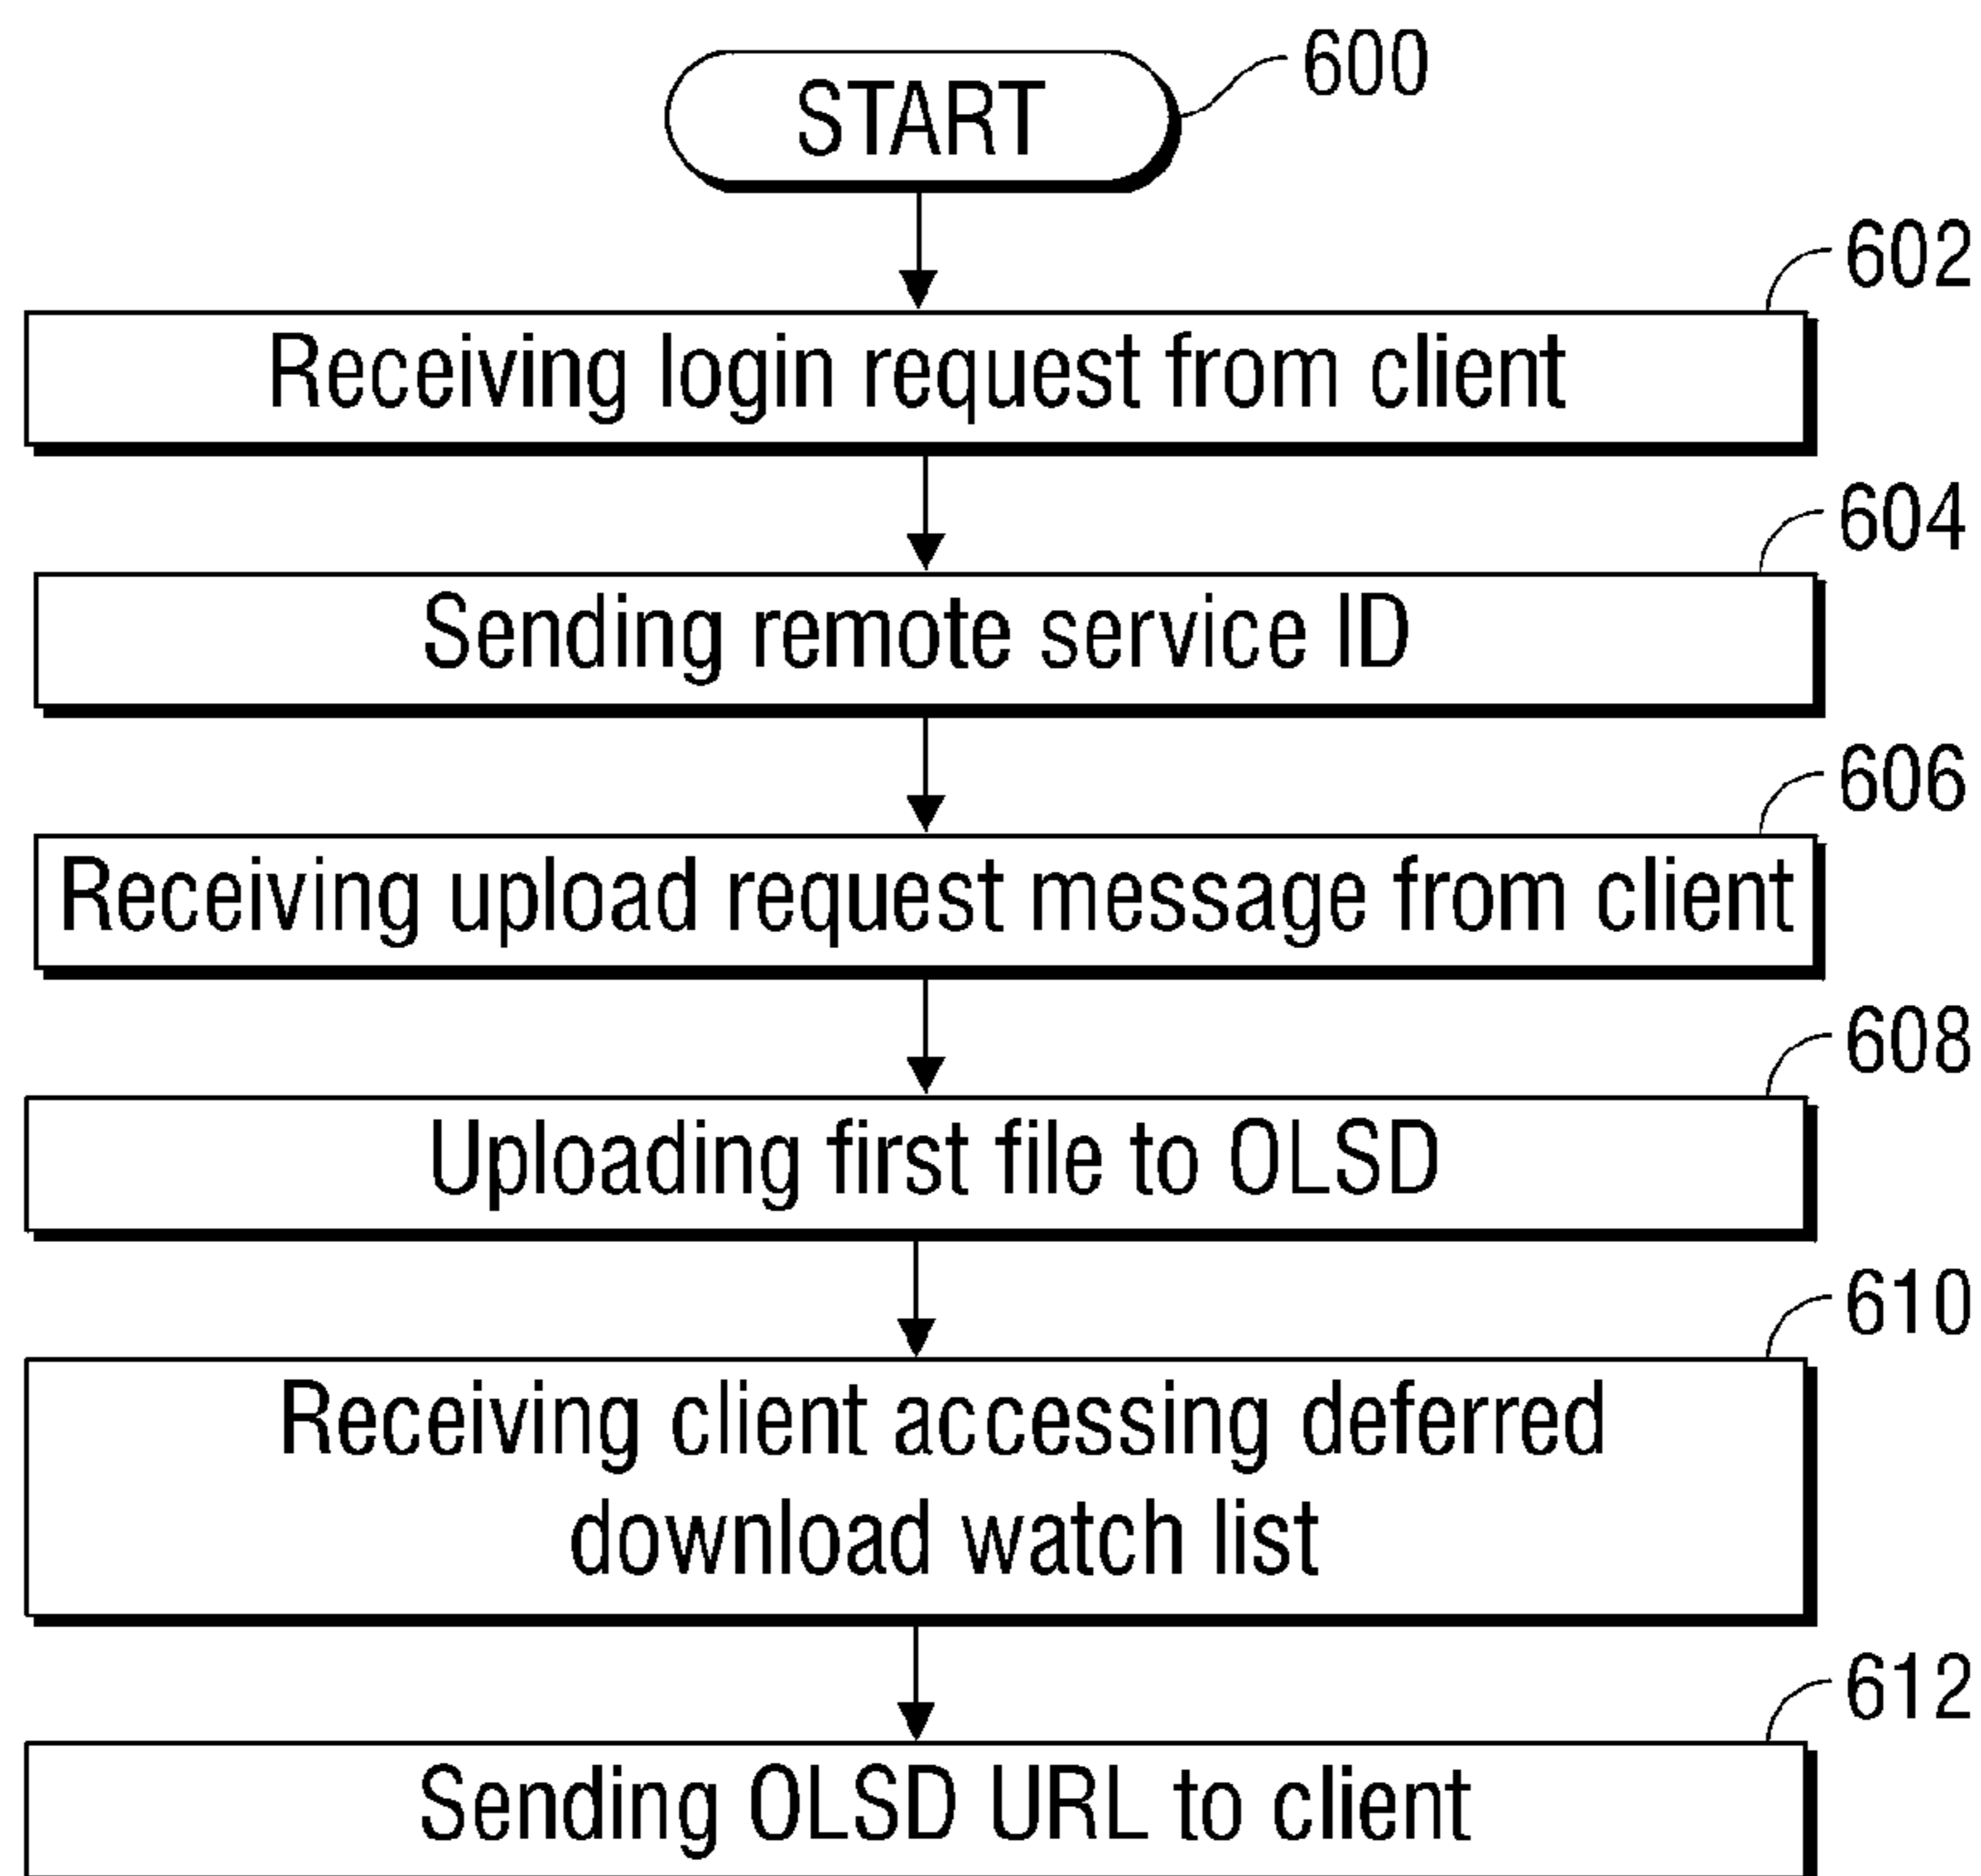 START
600
602
Receiving login request from client
604
Sending remote service ID
606
Receiving upload request message from client
608
Uploading first file to OLSD
610
Receiving client accessing deferred
download watch list
612
Sending OLSD URL to client